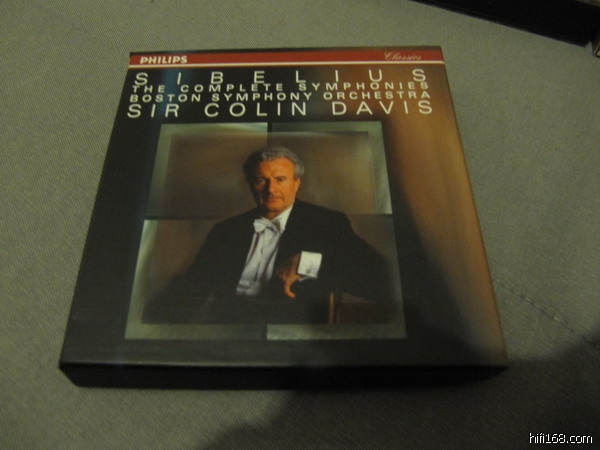 PHILIPS Classics
SIBELIUS
THE COMPLETE SYMPHONIES
BOSTON SYMPHONY ORCHESTRA
SIR COLIN DAVIS
hifi168.com